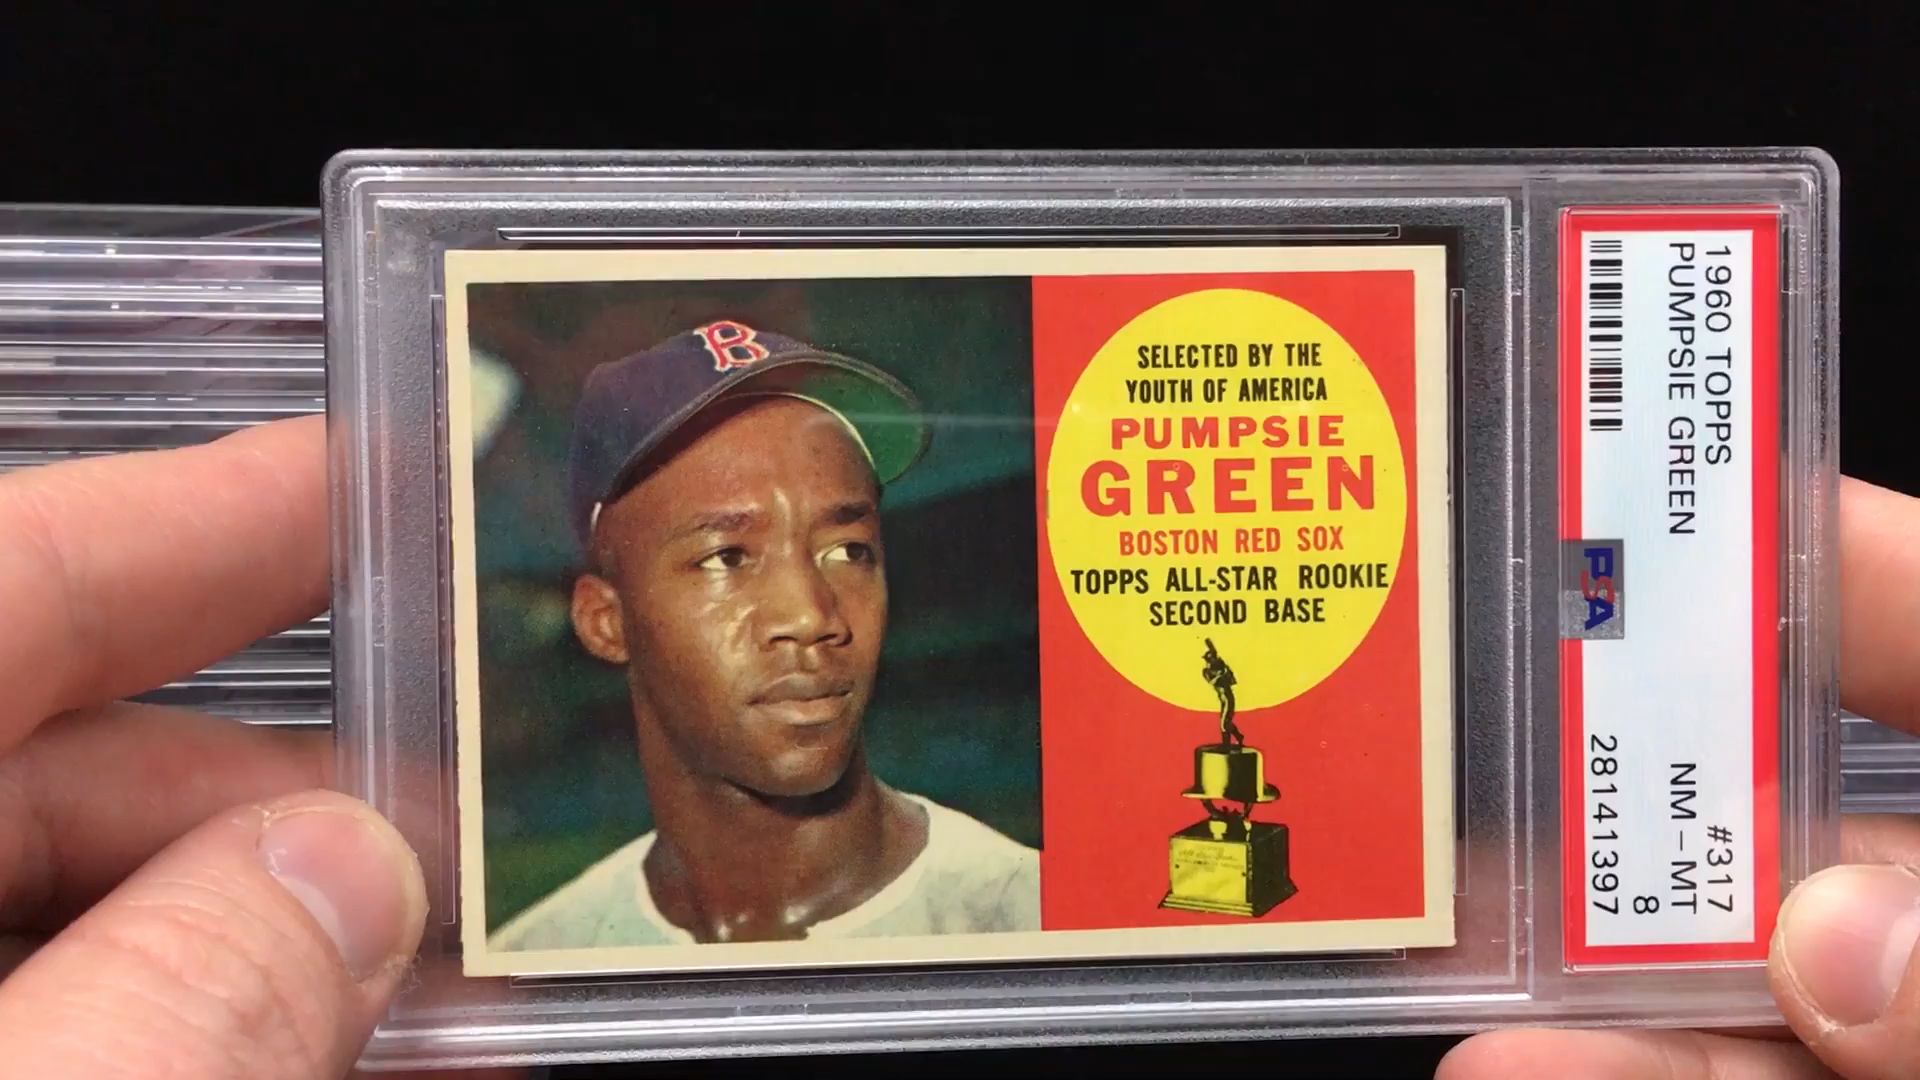 B
SELECTED BY THE
YOUTH OF AMERICA
PUMPSIE
GREEN
BOSTON RED SOX
TOPPS ALL-STAR ROOKIE
SECOND BASE
1960 TOPPS #317
PUMPSIE GREEN NM-MT
8
PSA
28141397